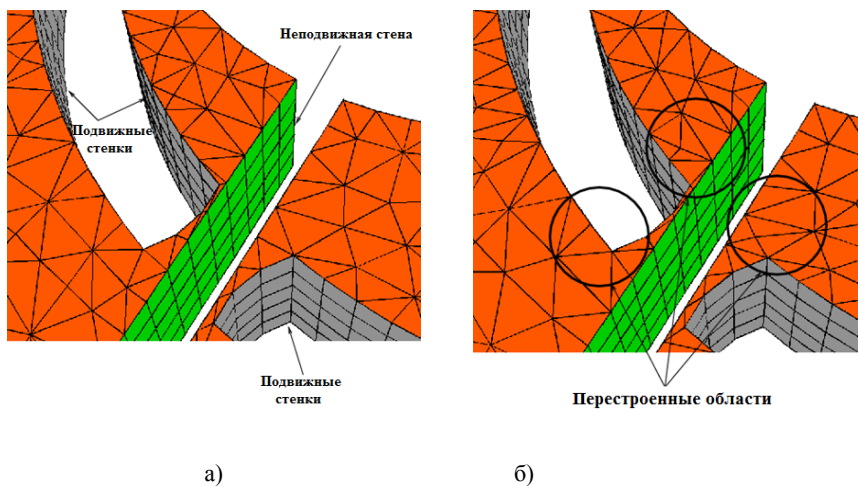 Неподвижная стена
Подвижные
стенки
Подвижные
стенки
Перестроенные области
а)
б)